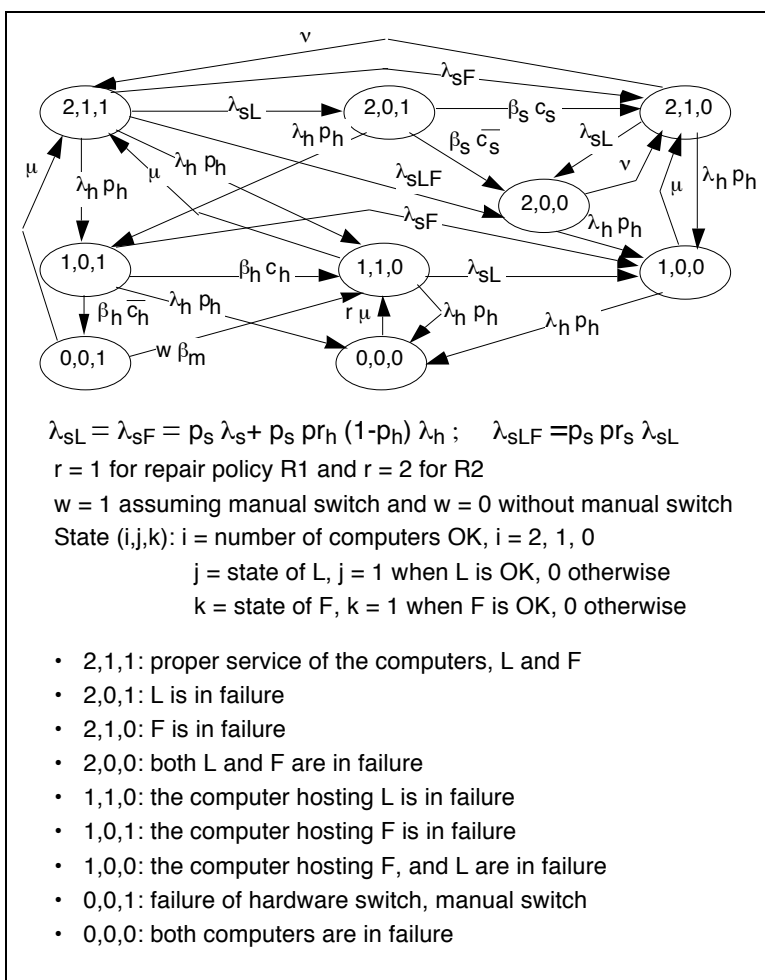 ν
λsF
2,1,1
λsL
2,0,1
βs cs
2,1,0
λh ph
βs c̅s̅
λsL
μ
λh ph
λh ph
μ
λsLF
ν
μ
λh ph
2,0,0
λsF
λh ph
1,0,1
βh ch
1,1,0
λsL
1,0,0
βh c̅h̅
λh ph
r μ
λh ph
λh ph
0,0,1
w βm
0,0,0
λsL = λsF = ps λs+ ps prh (1-ph) λh ; λsLF =ps prs λsL
r = 1 for repair policy R1 and r = 2 for R2
w = 1 assuming manual switch and w = 0 without manual switch
State (i,j,k): i = number of computers OK, i = 2, 1, 0
j = state of L, j = 1 when L is OK, 0 otherwise
k = state of F, k = 1 when F is OK, 0 otherwise
• 2,1,1: proper service of the computers, L and F
• 2,0,1: L is in failure
• 2,1,0: F is in failure
• 2,0,0: both L and F are in failure
• 1,1,0: the computer hosting L is in failure
• 1,0,1: the computer hosting F is in failure
• 1,0,0: the computer hosting F, and L are in failure
• 0,0,1: failure of hardware switch, manual switch
• 0,0,0: both computers are in failure